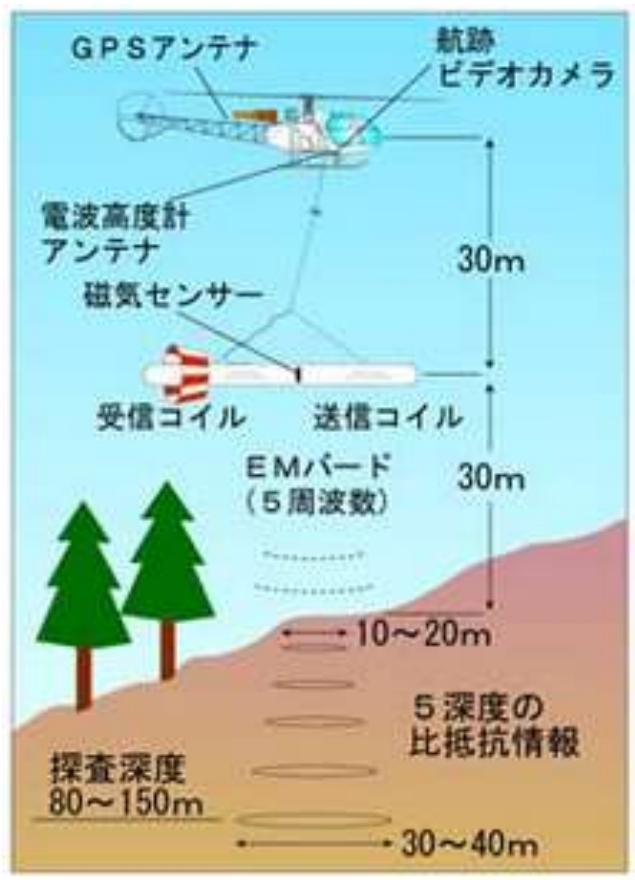 GPSアンテナ
航跡
ビデオカメラ
電波高度計
アンテナ
30m
磁気センサー
受信コイル
送信コイル
EMバード
(5周波数)
30m
10～20m
5深度の
比抵抗情報
探査深度
80～150m
30～40m